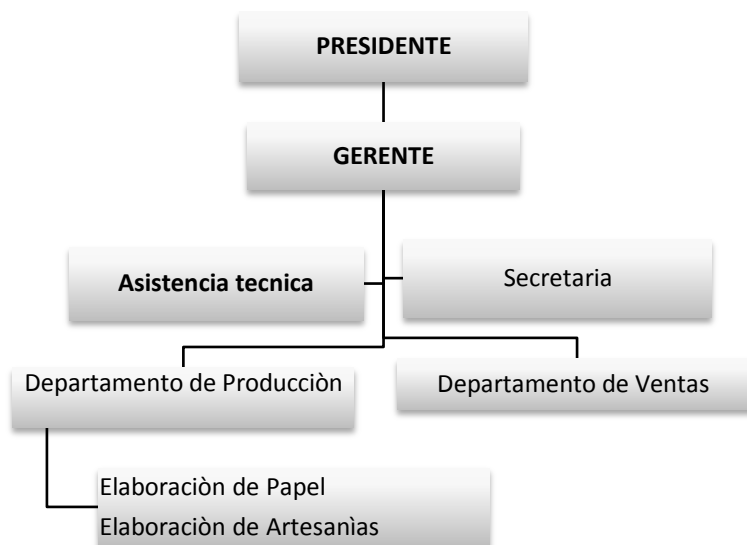 PRESIDENTE
GERENTE
Asistencia tecnica
Secretaria
Departamento de Producciòn
Departamento de Ventas
Elaboraciòn de Papel
Elaboraciòn de Artesanìas